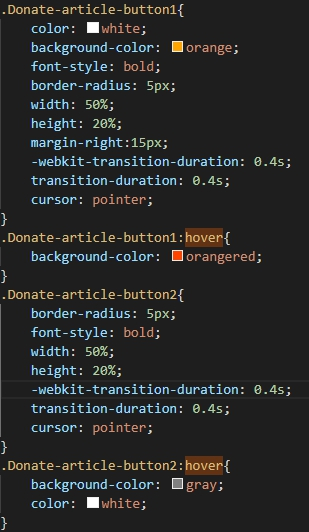 .Donate-article-button1{
    color: white;
    background-color: orange;
    font-style: bold;
    border-radius: 5px;
    width: 50%;
    height: 20%;
    margin-right:15px;
    -webkit-transition-duration: 0.4s;
    transition-duration: 0.4s;
    cursor: pointer;
}
.Donate-article-button1:hover{
    background-color: orangered;
}
.Donate-article-button2{
    border-radius: 5px;
    font-style: bold;
    width: 50%;
    height: 20%;
    -webkit-transition-duration: 0.4s;
    transition-duration: 0.4s;
    cursor: pointer;
}
.Donate-article-button2:hover{
    background-color: gray;
    color: white;
}